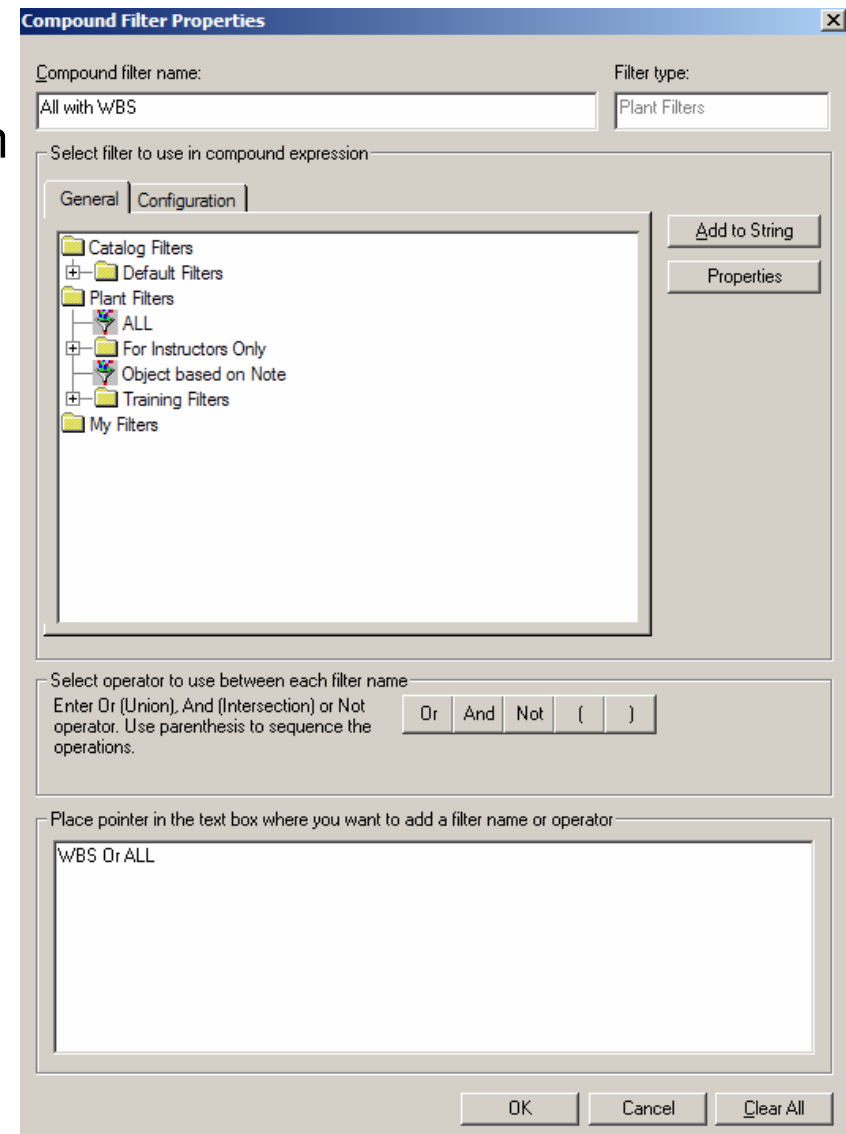 Compound Filter Properties
Compound filter name:
Filter type:
All with WBS
Plant Filters
n
Select filter to use in compound expression
General
Configuration
Add to String
Properties
Catalog Filters
Default Filters
Plant Filters
ALL
For Instructors Only
Object based on Note
Training Filters
My Filters
Select operator to use between each filter name
Enter Or (Union), And (Intersection) or Not
operator. Use parenthesis to sequence the
operations.
Or And Not ( )
Place pointer in the text box where you want to add a filter name or operator
WBS Or ALL
OK
Cancel
Clear All